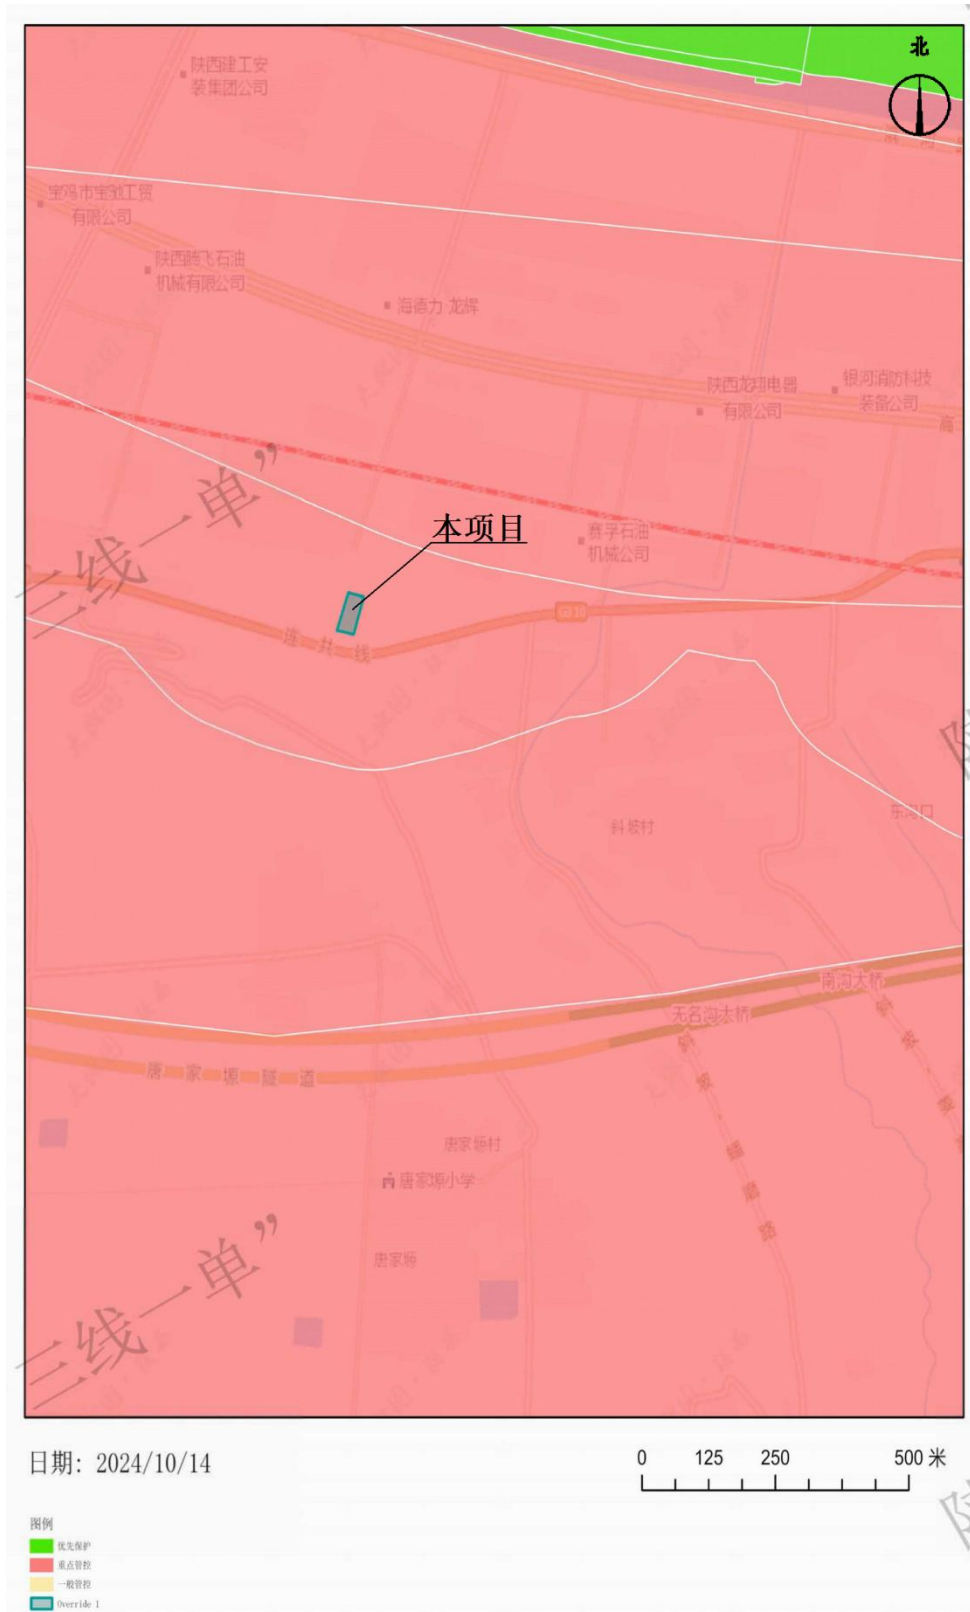 北
陕西建工安
装集团公司
宝鸡市宝驰工贸
有限公司
陕西腾飞石油
机械有限公司
海德力·龙辉
陕西龙翔电器
有限公司
银河消防科技
装备公司
高
三线一单”
本项目
赛孚石油
机械公司
G310
连共线
陕
斜坡村
东沟口
南沟大桥
无名沟大桥
唐家塬隧道
唐家塬村
唐家塬小学
唐家塬
三线一单”
日期: 2024/10/14
0 125 250 500 米
陕
图例
优先保护
重点管控
一般管控
Override 1